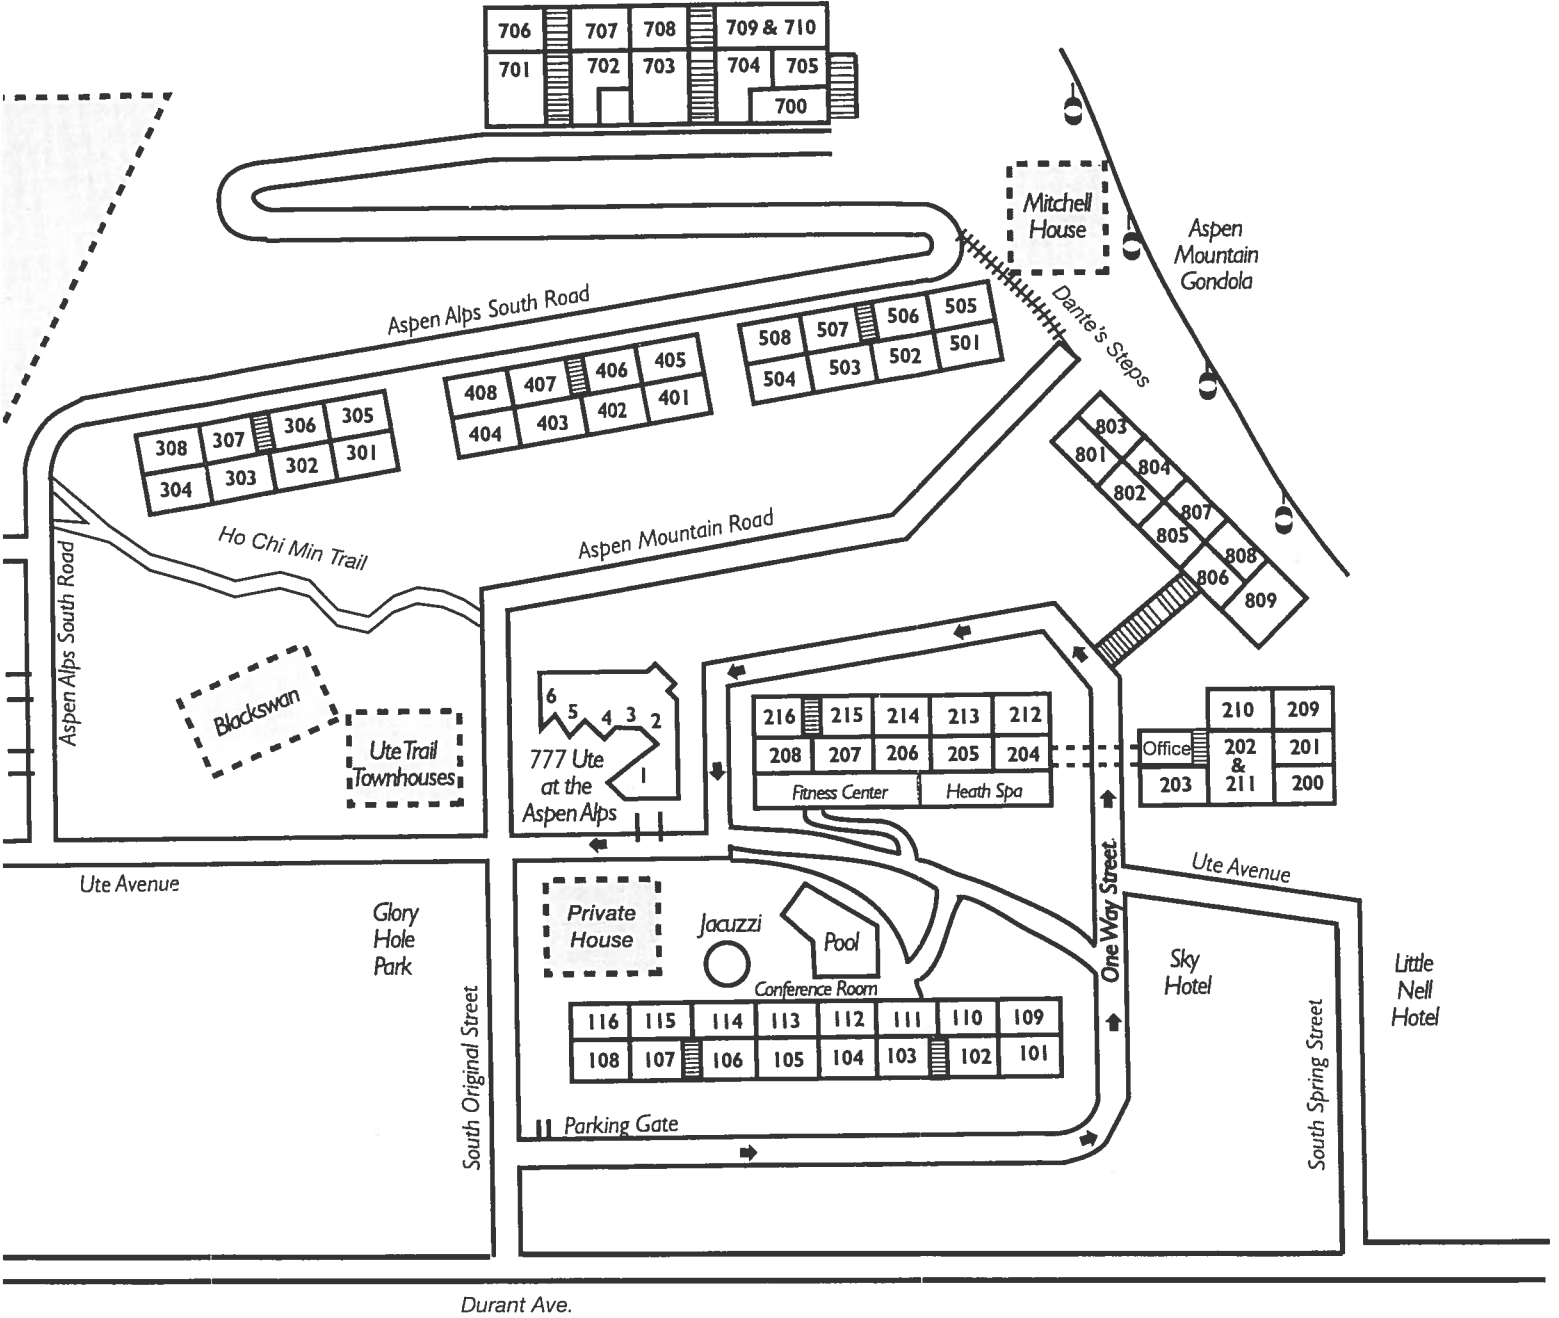 706 707 708 709 & 710
701 702 703 704 705
700
Mitchell
House
Aspen
Mountain
Gondola
Dante's Steps
Aspen Alps South Road
508 507 506 505
504 503 502 501
408 407 406 405
404 403 402 401
308 307 306 305
304 303 302 301
803
801 804
802 807
805 808
806 809
Ho Chi Min Trail
Aspen Mountain Road
Aspen Alps South Road
Blackswan
Ute Trail
Townhouses
6 5 4 3 2
1
777 Ute
at the
Aspen Alps
216 215 214 213 212
208 207 206 205 204
Fitness Center Heath Spa
210 209
Office 202 201
&
203 211 200
Ute Avenue
Ute Avenue
One Way Street
Glory
Hole
Park
Private
House
Jacuzzi
Pool
Conference Room
116 115 114 113 112 111 110 109
108 107 106 105 104 103 102 101
Sky
Hotel
Little
Nell
Hotel
South Original Street
South Spring Street
Parking Gate
Durant Ave.